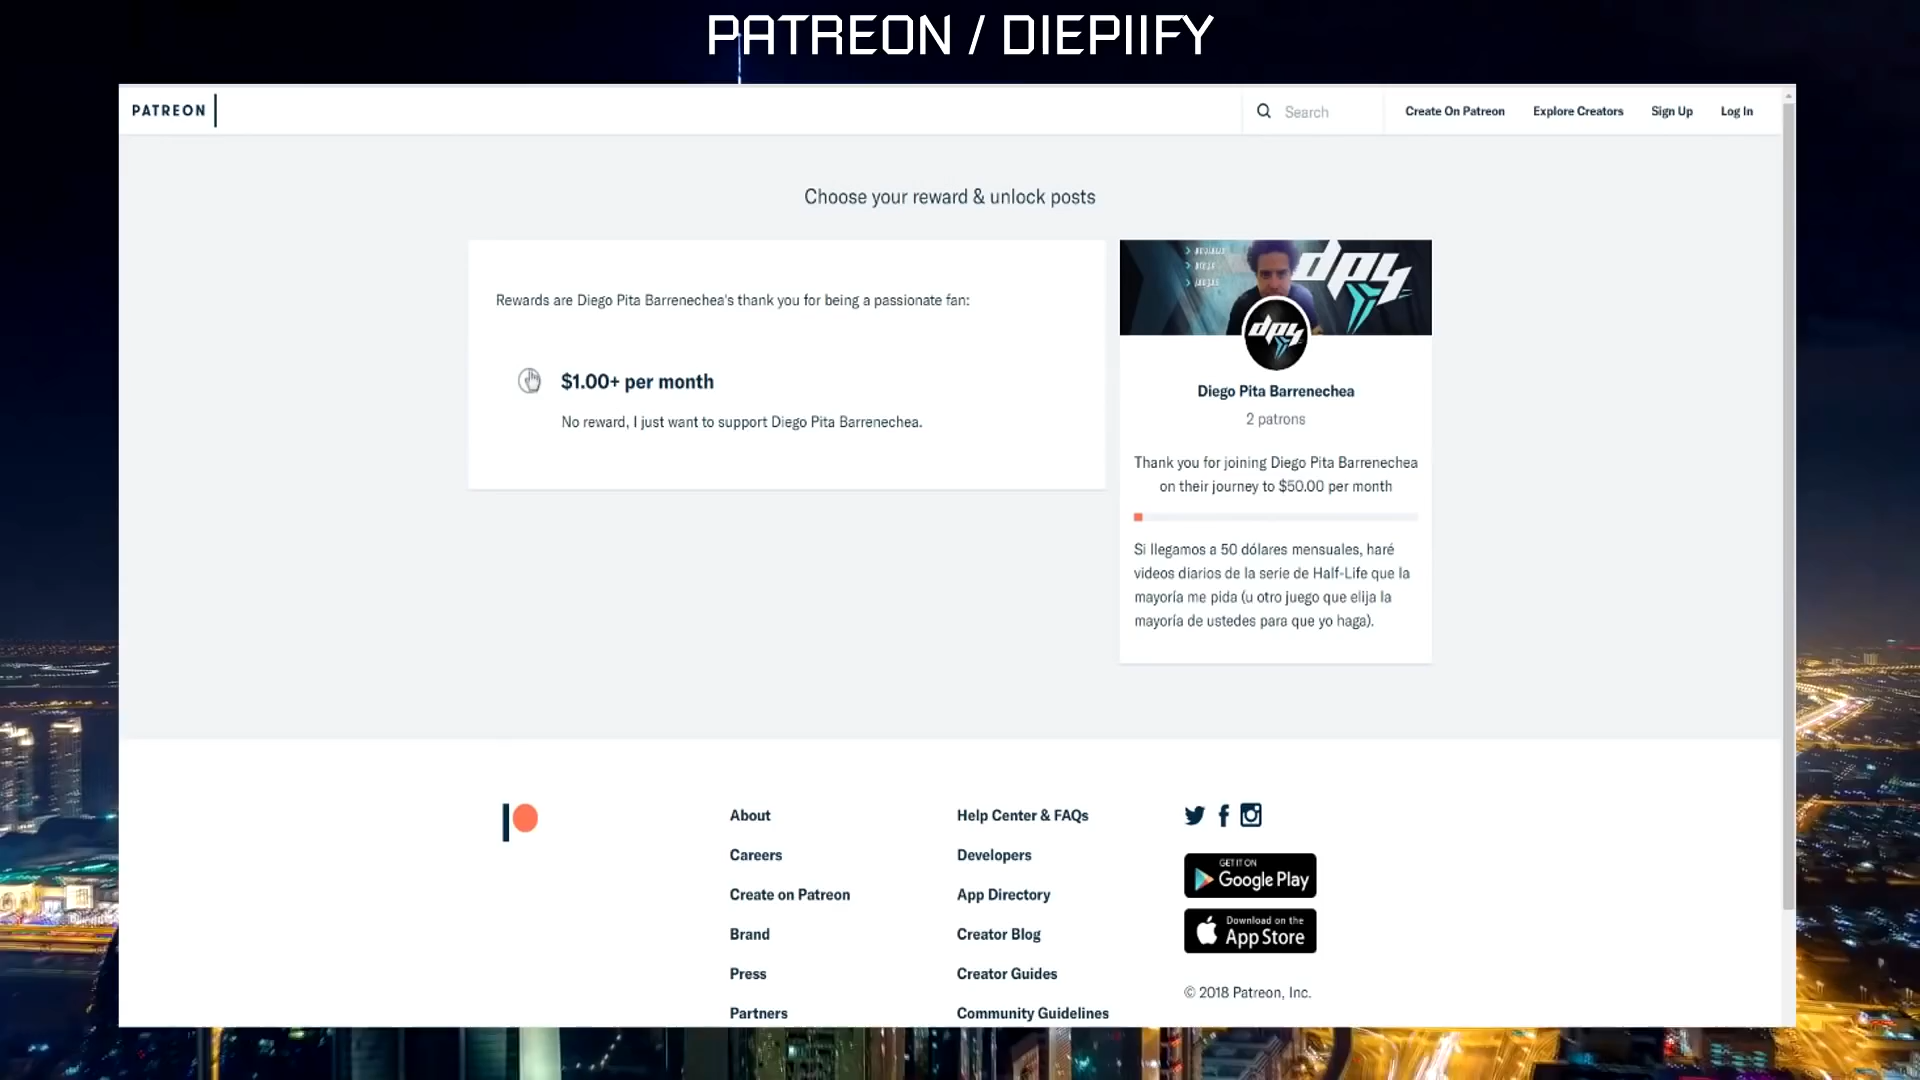 PATREON / DIEPIIFY
PATREON
Search
Create On Patreon
Explore Creators
Sign Up
Log In
Choose your reward & unlock posts
Rewards are Diego Pita Barrenechea's thank you for being a passionate fan:
$1.00+ per month
No reward, I just want to support Diego Pita Barrenechea.
dpy
dpy
Diego Pita Barrenechea
2 patrons
Thank you for joining Diego Pita Barrenechea
on their journey to $50.00 per month
Si llegamos a 50 dólares mensuales, haré
videos diarios de la serie de Half-Life que la
mayoría me pida (u otro juego que elija la
mayoría de ustedes para que yo haga).
About
Careers
Create on Patreon
Brand
Press
Partners
Help Center & FAQs
Developers
App Directory
Creator Blog
Creator Guides
Community Guidelines
GET IT ON
Google Play
Download on the
App Store
© 2018 Patreon, Inc.